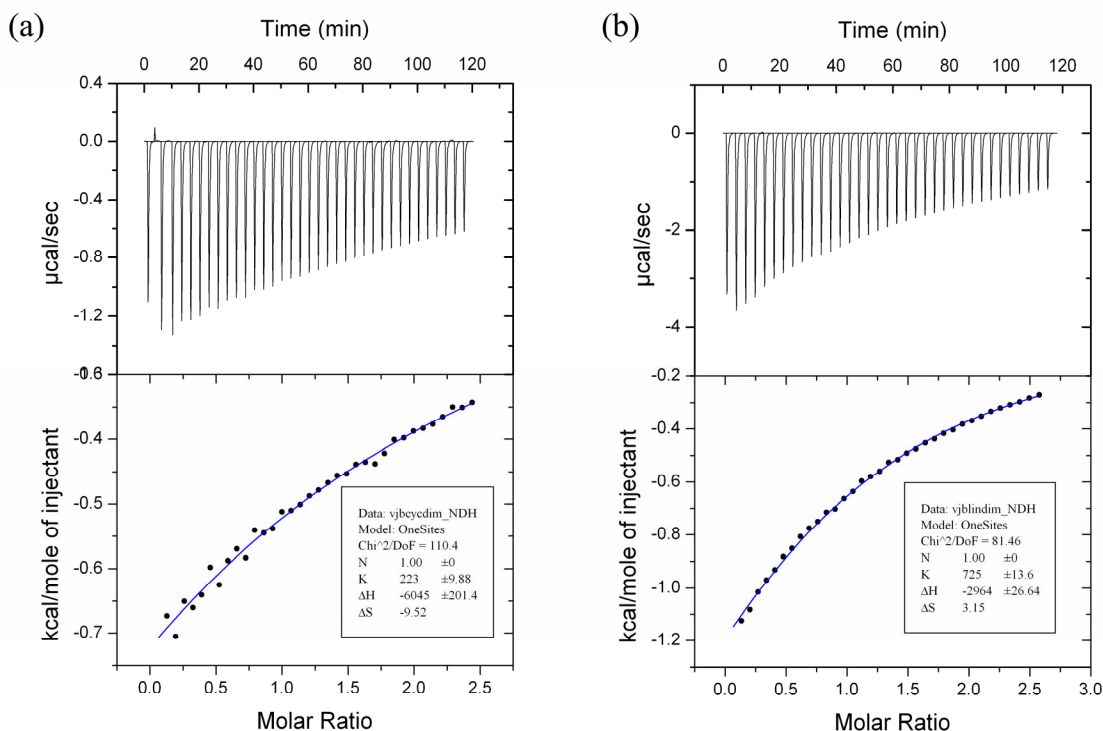 (a)
Time (min)
0 20 40 60 80 100 120
0.4
0.0
-0.4
-0.8
-1.2
µcal/sec
-0.3
-0.4
-0.5
-0.6
-0.7
kcal/mole of injectant
Data: vjbcycdim_NDH
Model: OneSites
Chi^2/DoF = 110.4
N 1.00 ±0
K 223 ±9.88
ΔH -6045 ±201.4
ΔS -9.52
0.0 0.5 1.0 1.5 2.0 2.5
Molar Ratio
(b)
Time (min)
0 20 40 60 80 100 120
0
-2
-4
µcal/sec
-0.2
-0.4
-0.6
-0.8
-1.0
-1.2
kcal/mole of injectant
Data: vjblindim_NDH
Model: OneSites
Chi^2/DoF = 81.46
N 1.00 ±0
K 725 ±13.6
ΔH -2964 ±26.64
ΔS 3.15
0.0 0.5 1.0 1.5 2.0 2.5 3.0
Molar Ratio